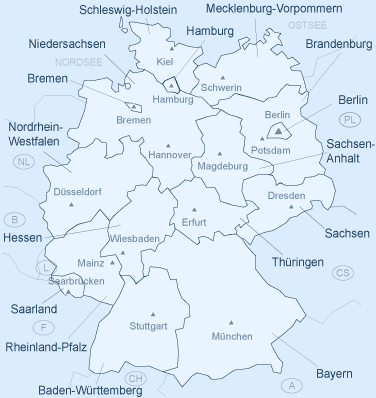 Schleswig-Holstein
Mecklenburg-Vorpommern
OSTSEE
Hamburg
Niedersachsen
Brandenburg
NORDSEE
Kiel
Bremen
Schwerin
Hamburg
Berlin
Berlin
Bremen
PL
Nordrhein-
Westfalen
Potsdam
Sachsen-
Anhalt
Hannover
NL
Magdeburg
Düsseldorf
Dresden
B
Erfurt
Hessen
Wiesbaden
Sachsen
Mainz
Thüringen
L
CS
Saarbrücken
Saarland
F
Stuttgart
München
Rheinland-Pfalz
Bayern
CH
A
Baden-Württemberg